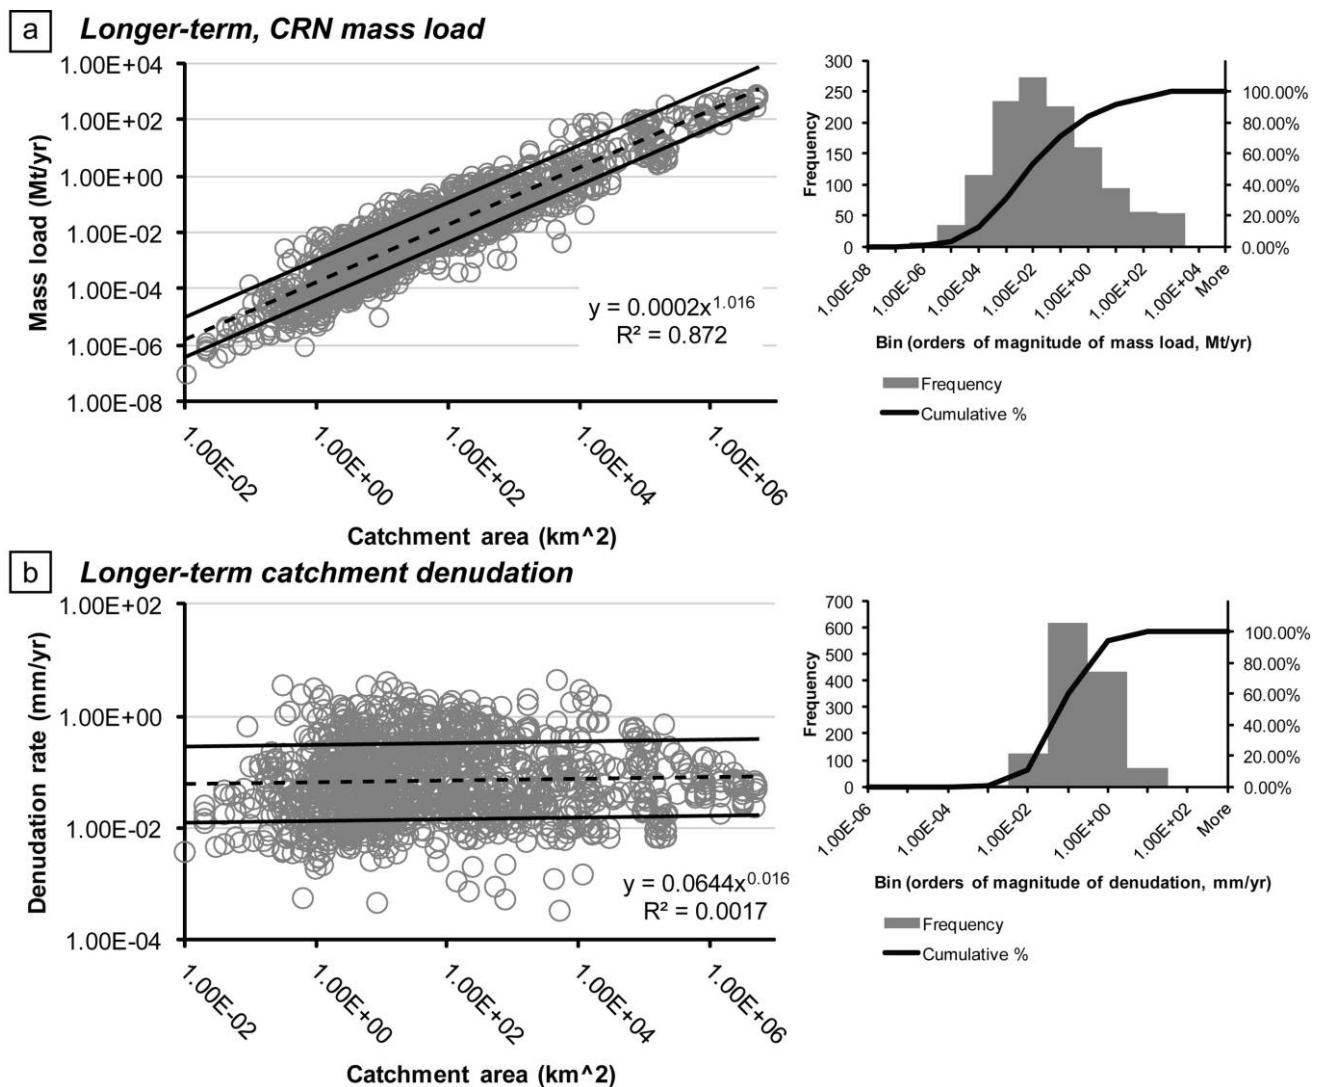 a Longer-term, CRN mass load
1.00E+04
1.00E+02
1.00E+00
1.00E-02
1.00E-04
1.00E-06
1.00E-08
Mass load (Mt/yr)
y = 0.0002x^1.016
R² = 0.872
1.00E-02
1.00E+00
1.00E+02
1.00E+04
1.00E+06
Catchment area (km^2)
300
250
200
150
100
50
0
Frequency
100.00%
80.00%
60.00%
40.00%
20.00%
0.00%
1.00E-08
1.00E-06
1.00E-04
1.00E-02
1.00E+00
1.00E+02
1.00E+04
More
Bin (orders of magnitude of mass load, Mt/yr)
Frequency
Cumulative %
b Longer-term catchment denudation
1.00E+02
1.00E+00
1.00E-02
1.00E-04
Denudation rate (mm/yr)
y = 0.0644x^0.016
R² = 0.0017
1.00E-02
1.00E+00
1.00E+02
1.00E+04
1.00E+06
Catchment area (km^2)
700
600
500
400
300
200
100
0
Frequency
100.00%
80.00%
60.00%
40.00%
20.00%
0.00%
1.00E-06
1.00E-04
1.00E-02
1.00E+00
1.00E+02
More
Bin (orders of magnitude of denudation, mm/yr)
Frequency
Cumulative %